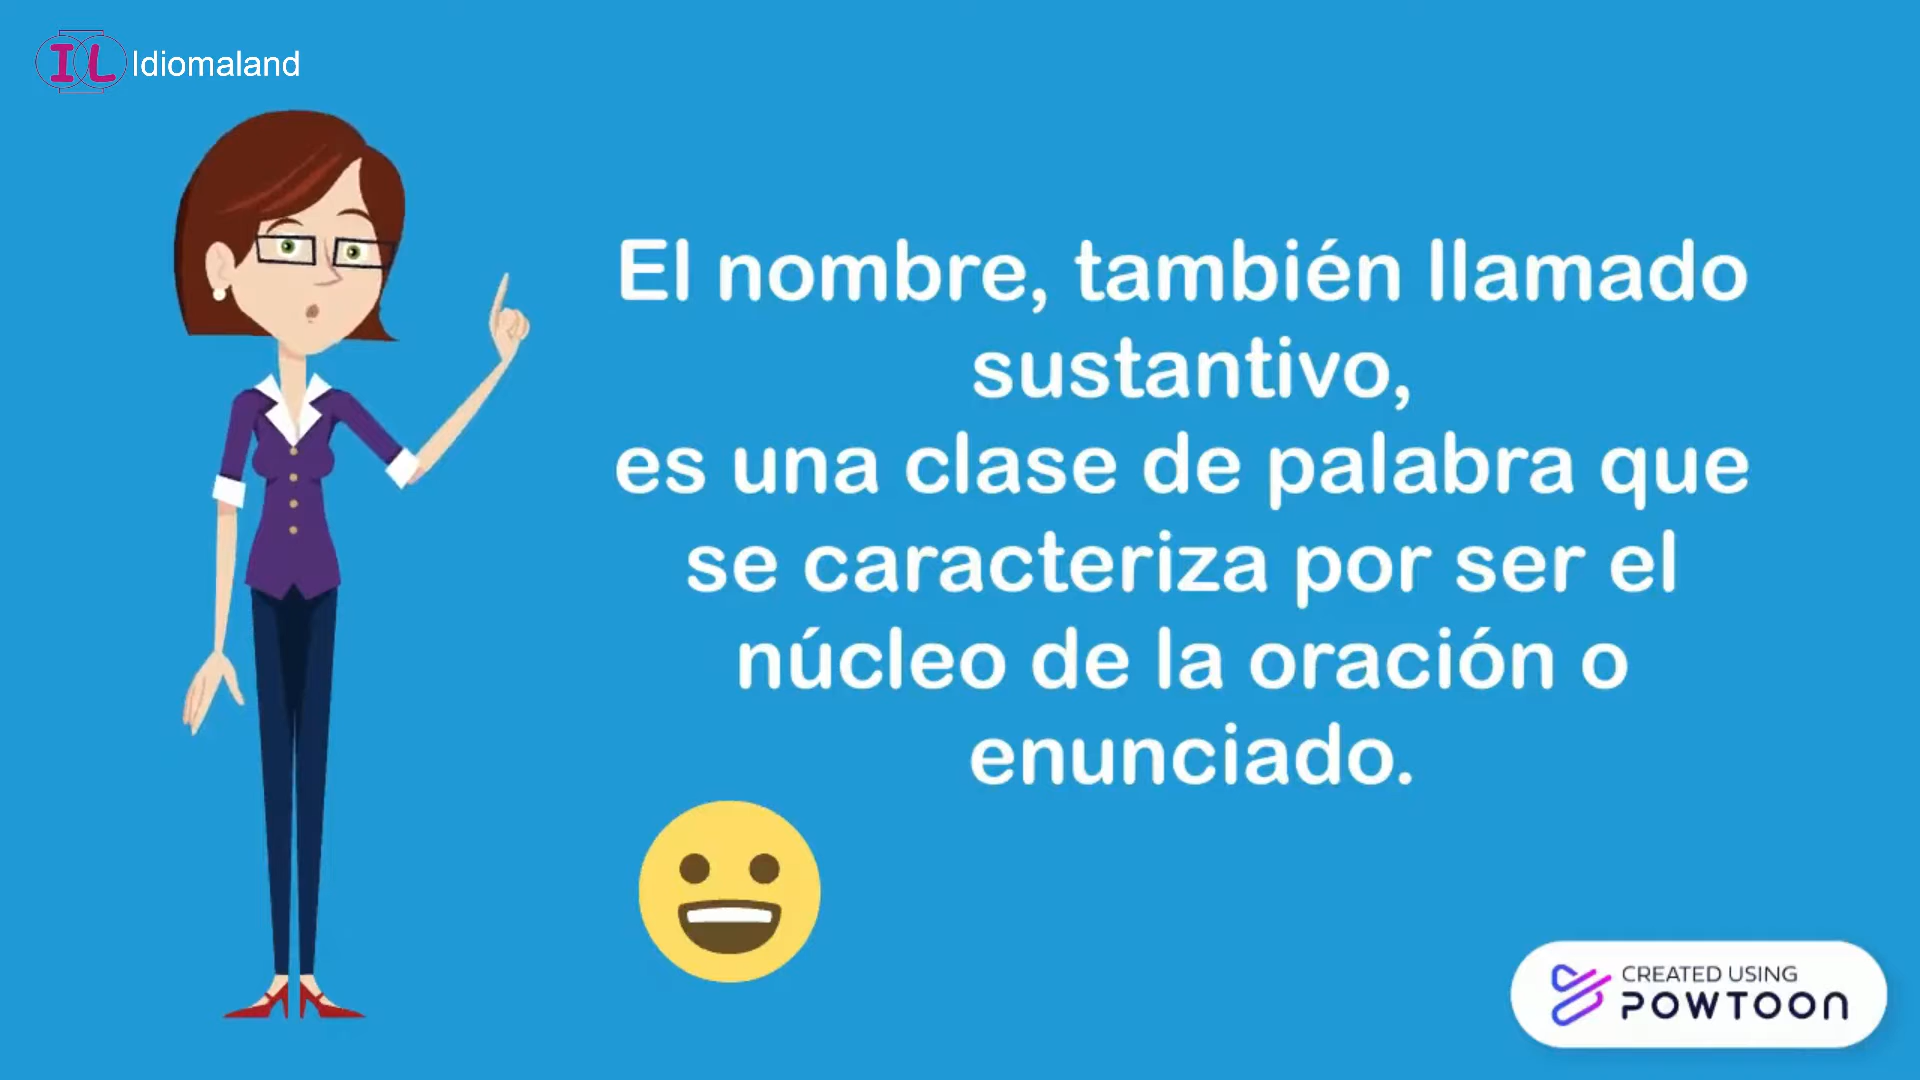 IL Idiomaland
El nombre, también llamado
sustantivo,
es una clase de palabra que
se caracteriza por ser el
núcleo de la oración o
enunciado.
CREATED USING
POWTOON